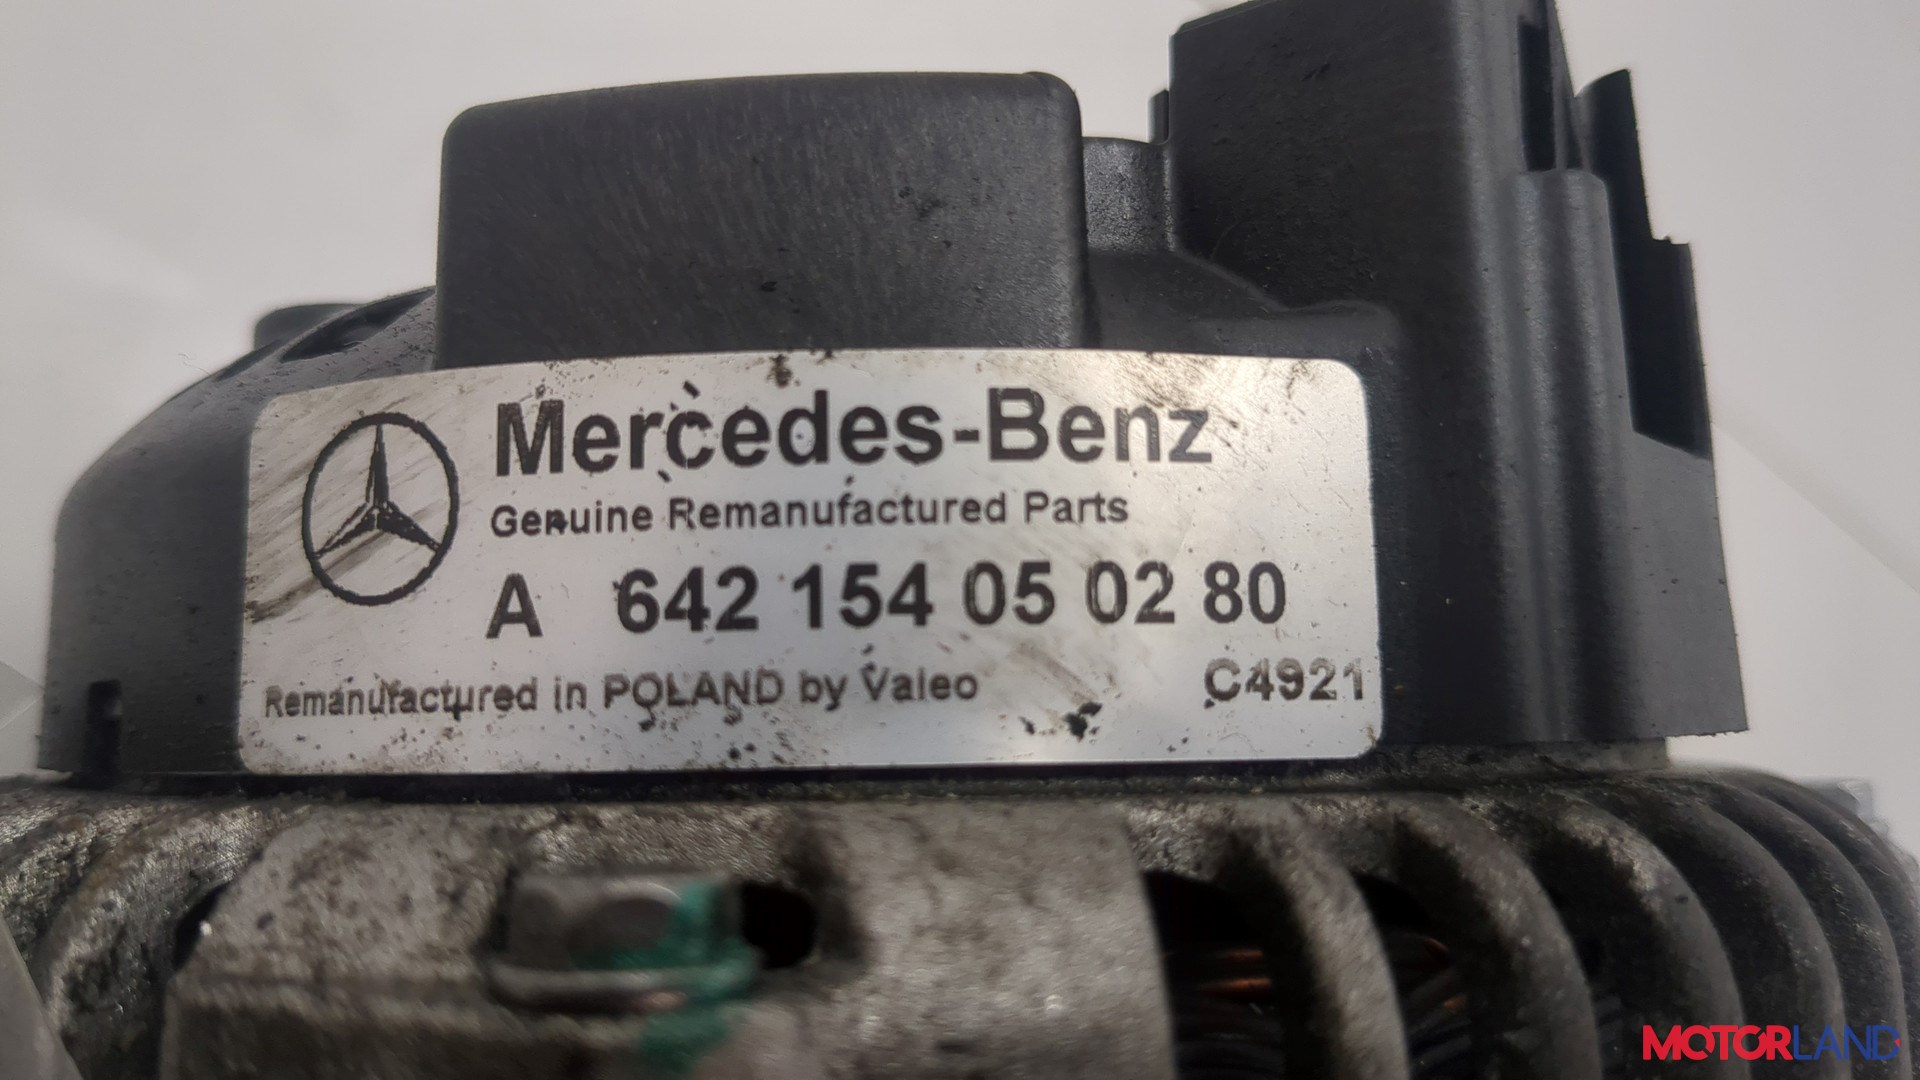 Mercedes-Benz
Genuine Remanufactured Parts
A 642 154 05 02 80
Remanufactured in POLAND by Valeo C4921
MOTORLAND